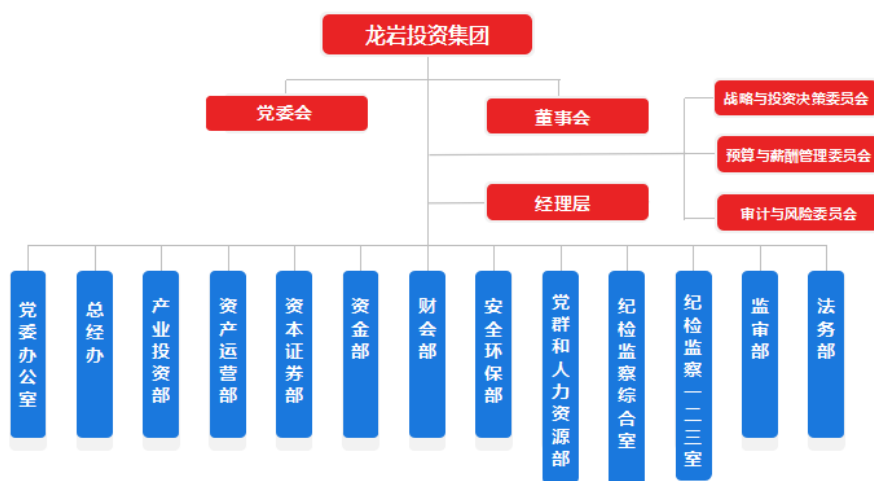 龙岩投资集团
党委会
董事会
战略与投资决策委员会
预算与薪酬管理委员会
经理层
审计与风险委员会
党委办公室
总经办
产业投资部
资产运营部
资本证券部
资金部
财会部
安全环保部
党群和人力资源部
纪检监察综合室
纪检监察一二三室
监审部
法务部